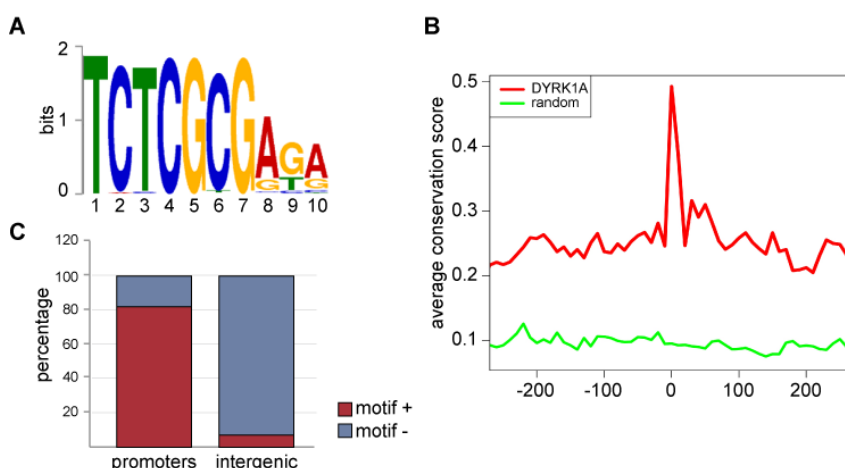 A
2
bits
1
0
TCTCGCGAGA
1 2 3 4 5 6 7 8 9 10
B
DYRK1A
random
average conservation score
0.5
0.4
0.3
0.2
0.1
-200 -100 0 100 200
C
percentage
120
100
80
60
40
20
promoters intergenic
motif +
motif -